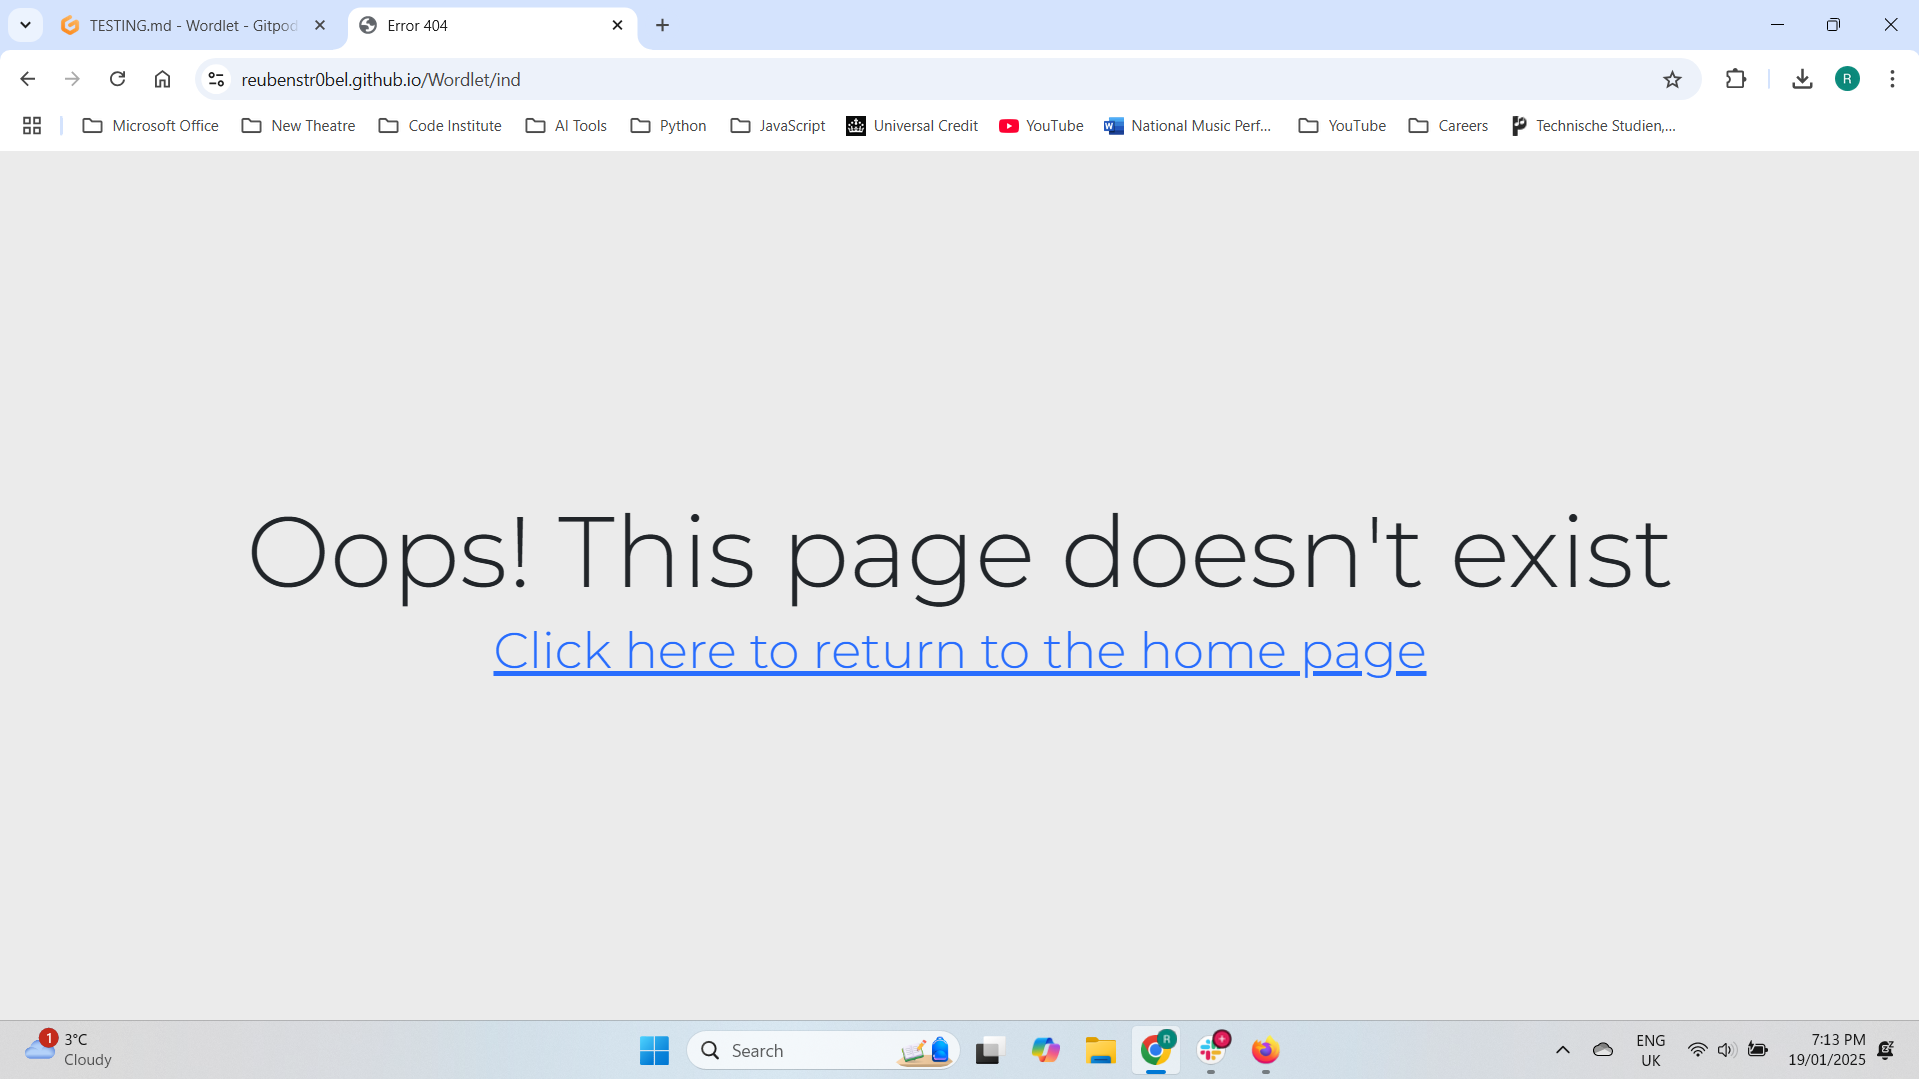 TESTING.md - Wordlet - Gitpod
Error 404
reubenstr0bel.github.io/Wordlet/ind
R
Microsoft Office
New Theatre
Code Institute
AI Tools
Python
JavaScript
Universal Credit
YouTube
National Music Perf...
YouTube
Careers
Technische Studien,...
Oops! This page doesn't exist
Click here to return to the home page
1
3°C
Cloudy
Search
R
ENG
UK
7:13 PM
19/01/2025